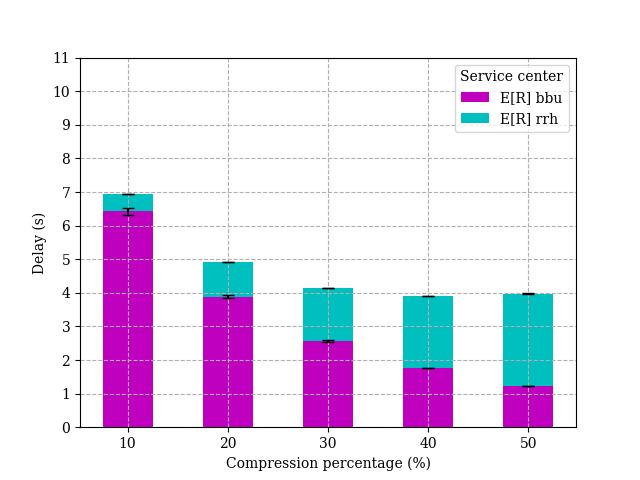 11
10
9
8
7
6
5
4
3
2
1
0
Delay (s)
Service center
E[R] bbu
E[R] rrh
10 20 30 40 50
Compression percentage (%)